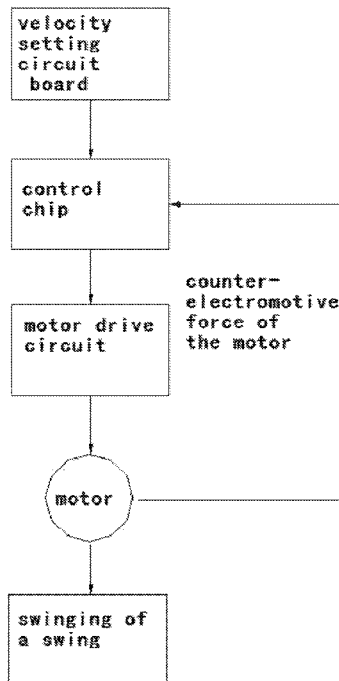 velocity
setting
circuit
board
control
chip
counter-
electromotive
force of
the motor
motor drive
circuit
motor
swinging of
a swing